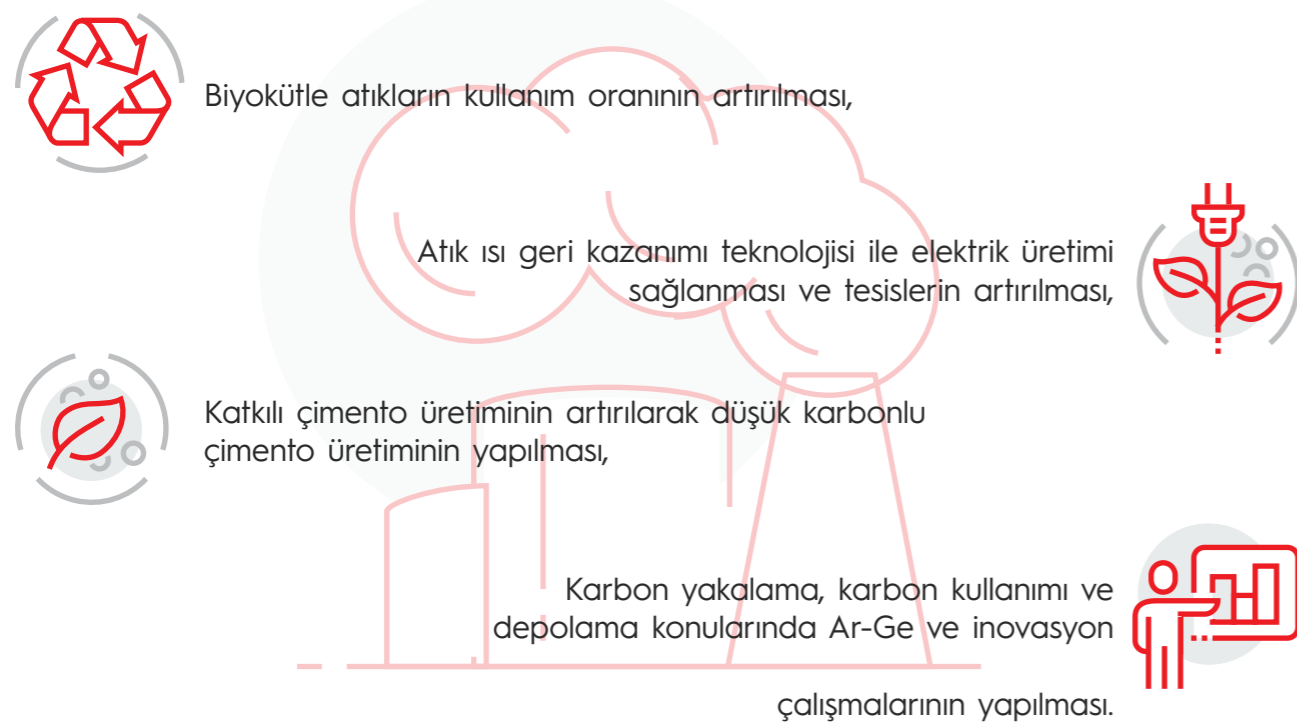 Biyokütle atıkların kullanım oranının artırılması,
Atık ısı geri kazanımı teknolojisi ile elektrik üretimi
sağlanması ve tesislerin artırılması,
Katkılı çimento üretiminin artırılarak düşük karbonlu
çimento üretiminin yapılması,
Karbon yakalama, karbon kullanımı ve
depolama konularında Ar-Ge ve inovasyon
çalışmalarının yapılması.